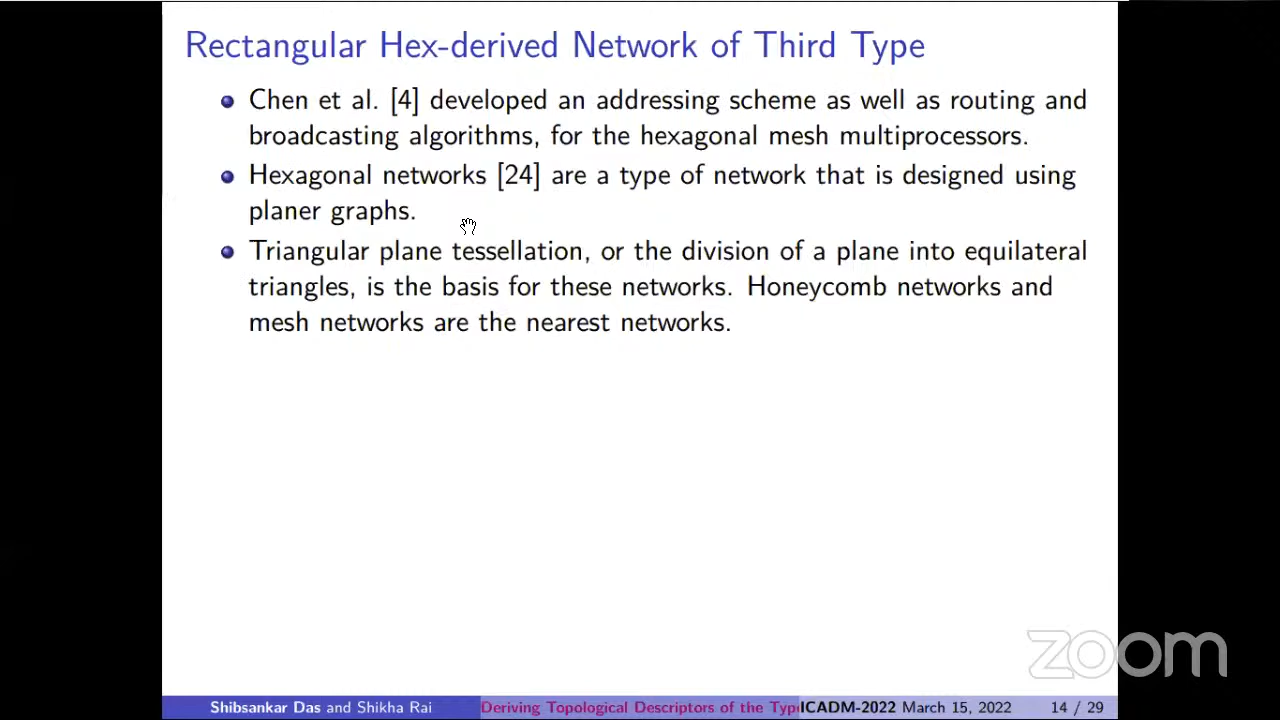 Rectangular Hex-derived Network of Third Type
Chen et al. [4] developed an addressing scheme as well as routing and
broadcasting algorithms, for the hexagonal mesh multiprocessors.
Hexagonal networks [24] are a type of network that is designed using
planer graphs.
Triangular plane tessellation, or the division of a plane into equilateral
triangles, is the basis for these networks. Honeycomb networks and
mesh networks are the nearest networks.
zoom
Shibsankar Das and Shikha Rai Deriving Topological Descriptors of the Type ICADM-2022 March 15, 2022 14 / 29